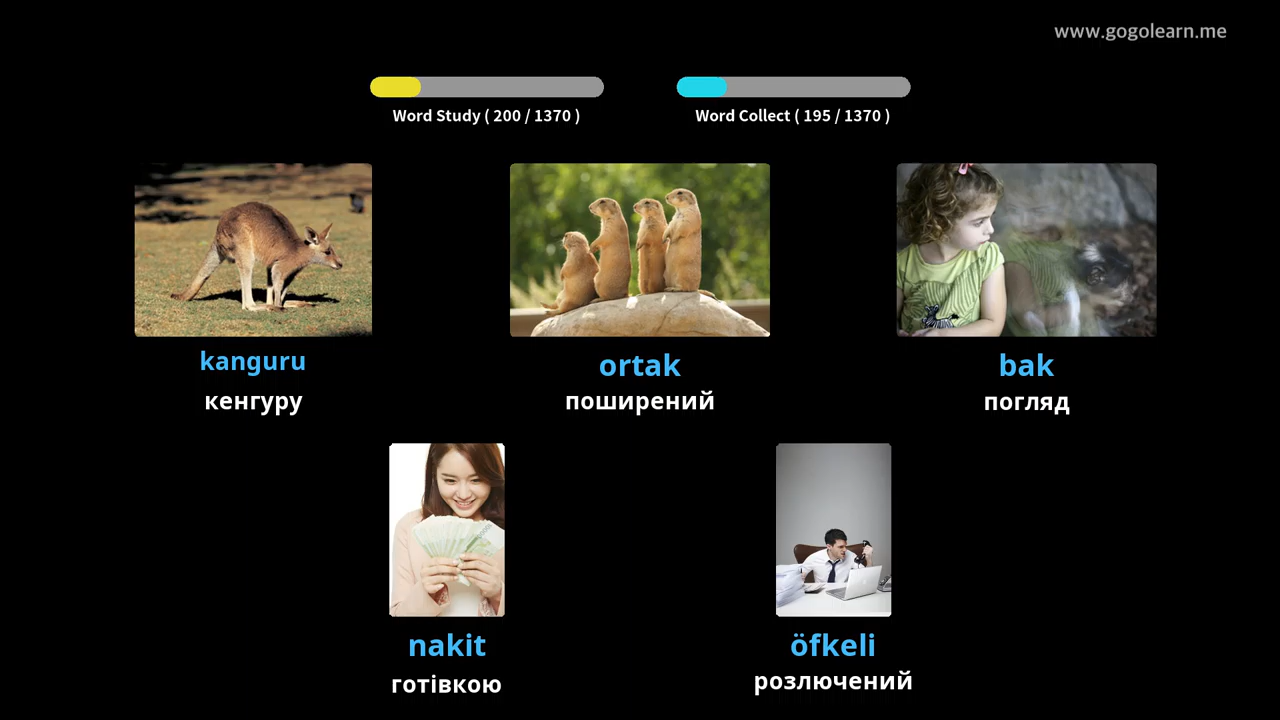 www.gogolearn.me
Word Study ( 200 / 1370 )
Word Collect ( 195 / 1370 )
kanguru
кенгуру
ortak
поширений
bak
погляд
nakit
готівкою
öfkeli
розлючений